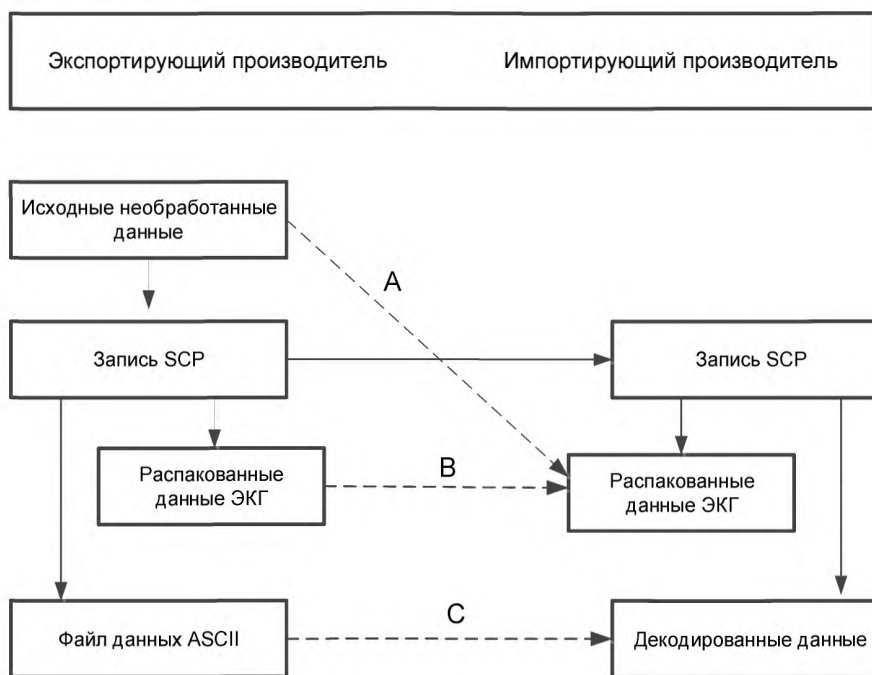 Экспортирующий производитель
Импортирующий производитель
Исходные необработанные
данные
A
Запись SCP
Запись SCP
B
Распакованные
данные ЭКГ
Распакованные
данные ЭКГ
C
Файл данных ASCII
Декодированные данные